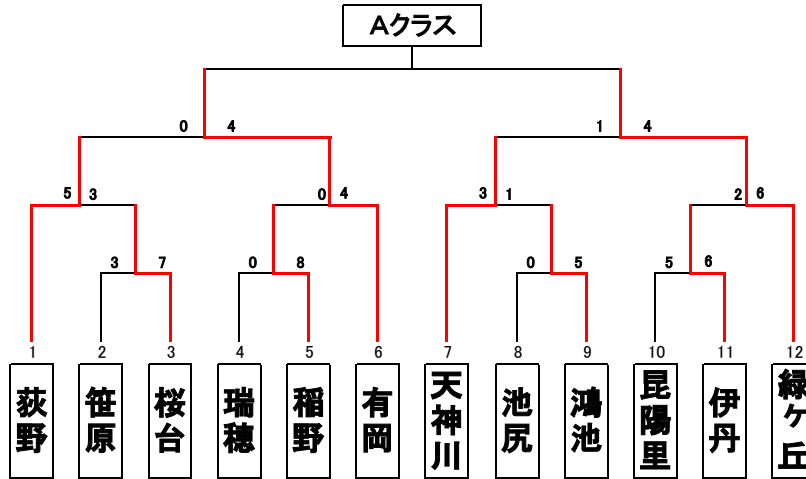 Aクラス
0 4
1 4
5 3
0 4
3 1
2 6
3 7
0 8
0 5
5 6
1 2 3 4 5 6 7 8 9 10 11 12
荻野
笹原
桜台
瑞穂
稲野
有岡
天神川
池尻
鴻池
昆陽里
伊丹
緑ケ丘